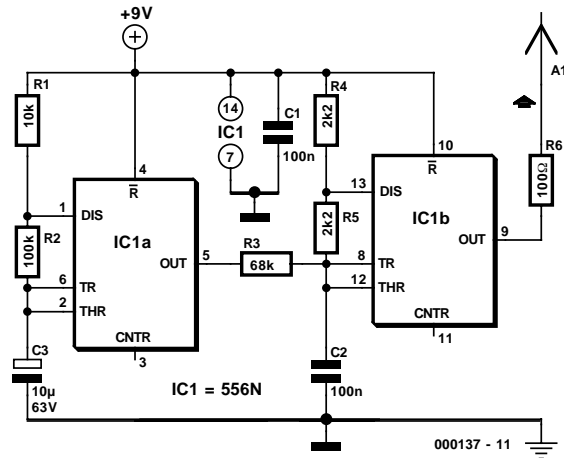 +9V
R1
10k
R4
2k2
C1
100n
14
IC1
7
A1
R6
100Ω
4
R
10
R
1
DIS
13
DIS
R2
100k
IC1a
R5
2k2
IC1b
OUT
5
R3
68k
OUT
9
6
TR
8
TR
2
THR
12
THR
CNTR
3
CNTR
11
C3
10µ
63V
IC1 = 556N
C2
100n
000137 - 11